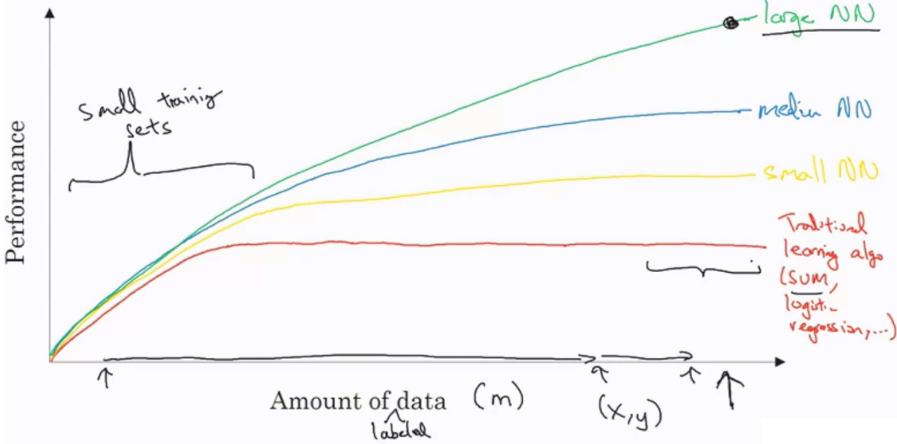 large NN
small training
sets
medium NN
small NN
Traditional
learning algo
(SVM,
logistic
regression,...)
Performance
Amount of data (m)
labeled
(x,y)